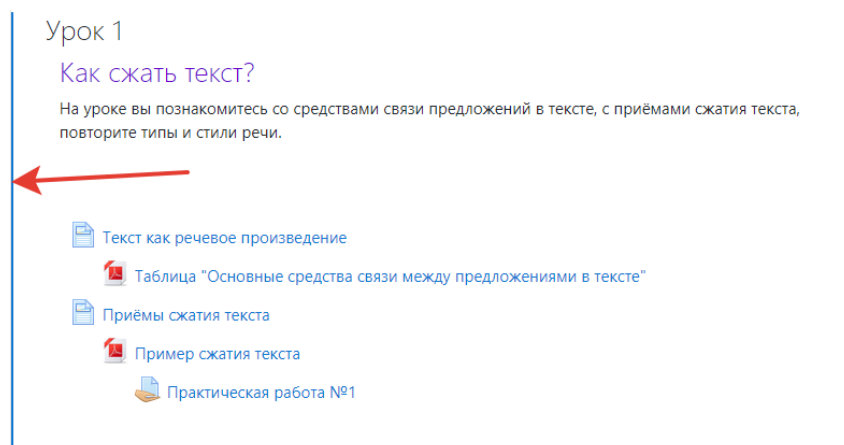 Урок 1
Как сжать текст?
На уроке вы познакомитесь со средствами связи предложений в тексте, с приёмами сжатия текста,
повторите типы и стили речи.
Текст как речевое произведение
Таблица "Основные средства связи между предложениями в тексте"
Приёмы сжатия текста
Пример сжатия текста
Практическая работа №1